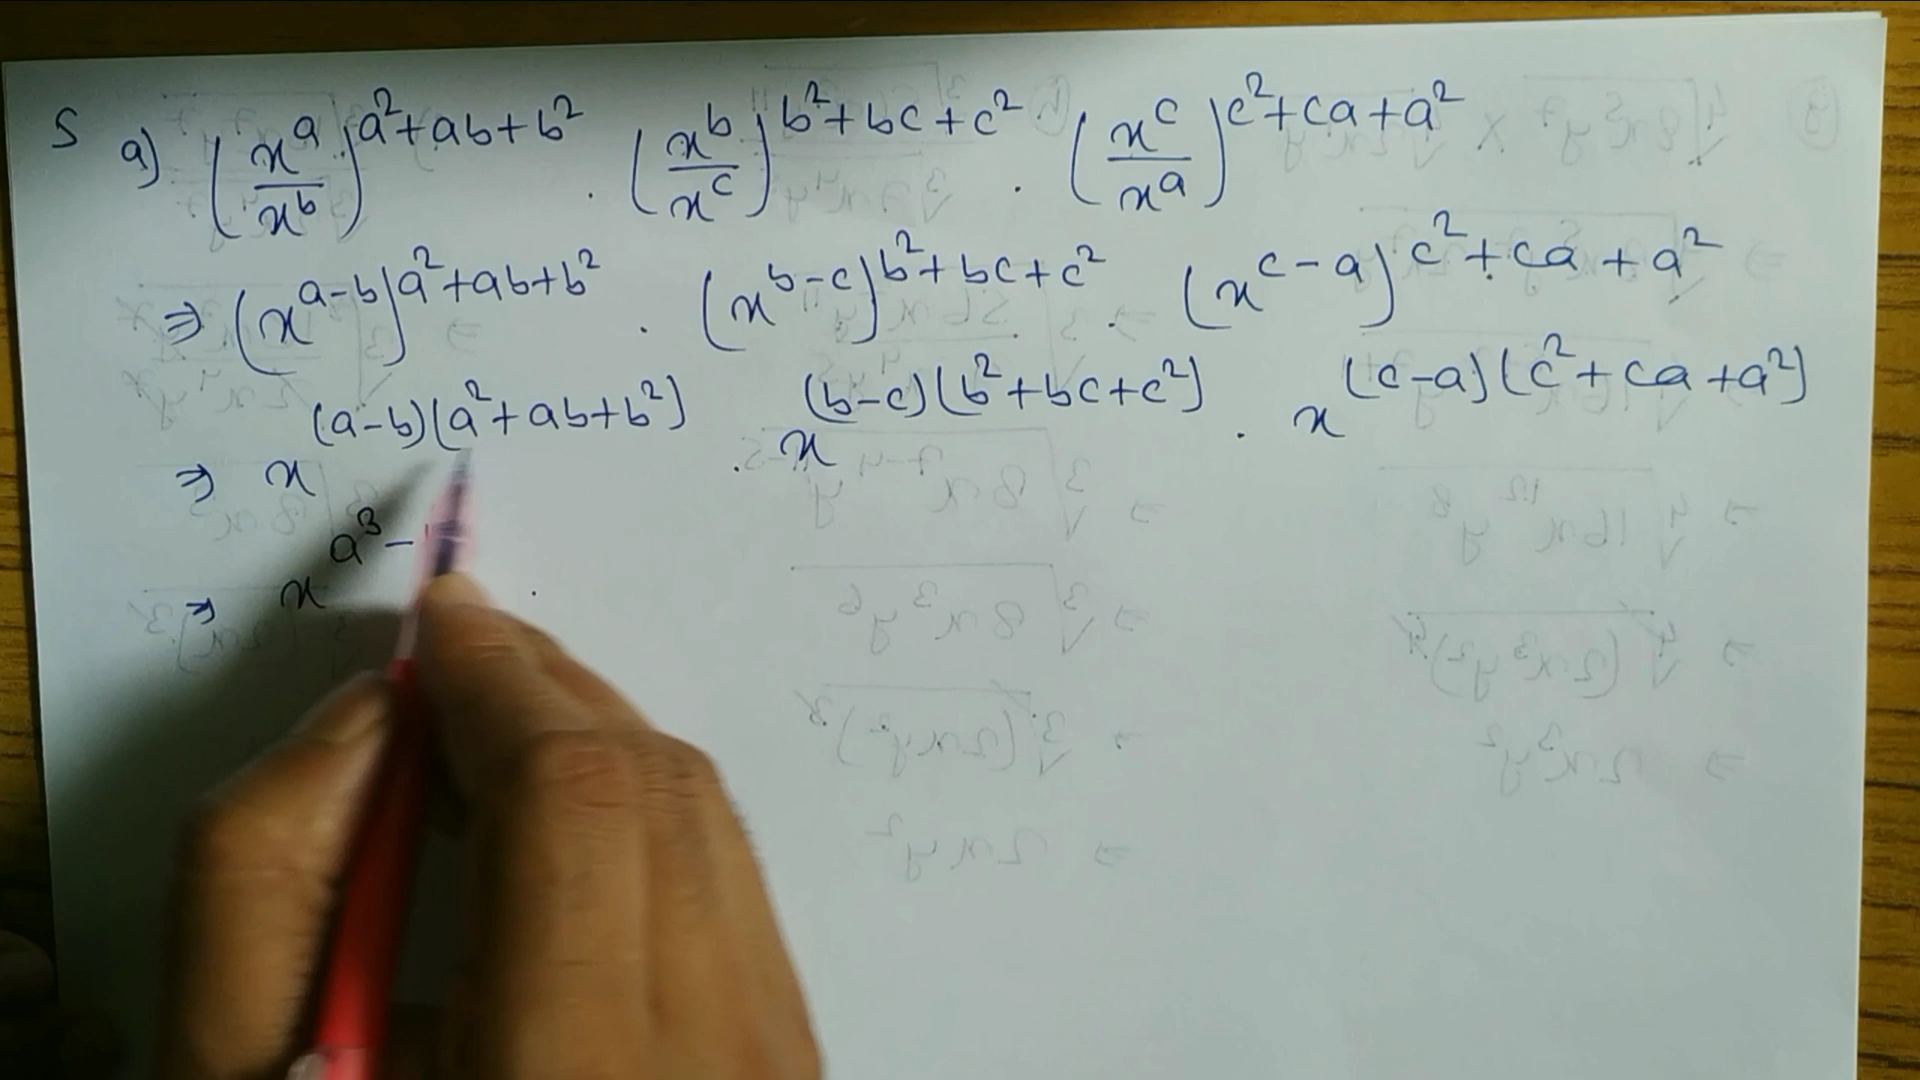 5 a) (x^a/x^b)^a²+ab+b² . (x^b/x^c)^b²+bc+c² . (x^c/x^a)^c²+ca+a²
⇒ (x^a-b)^a²+ab+b² . (x^b-c)^b²+bc+c² . (x^c-a)^c²+ca+a²
⇒ x^(a-b)(a²+ab+b²) . x^(b-c)(b²+bc+c²) . x^(c-a)(c²+ca+a²)
⇒ x^a³-